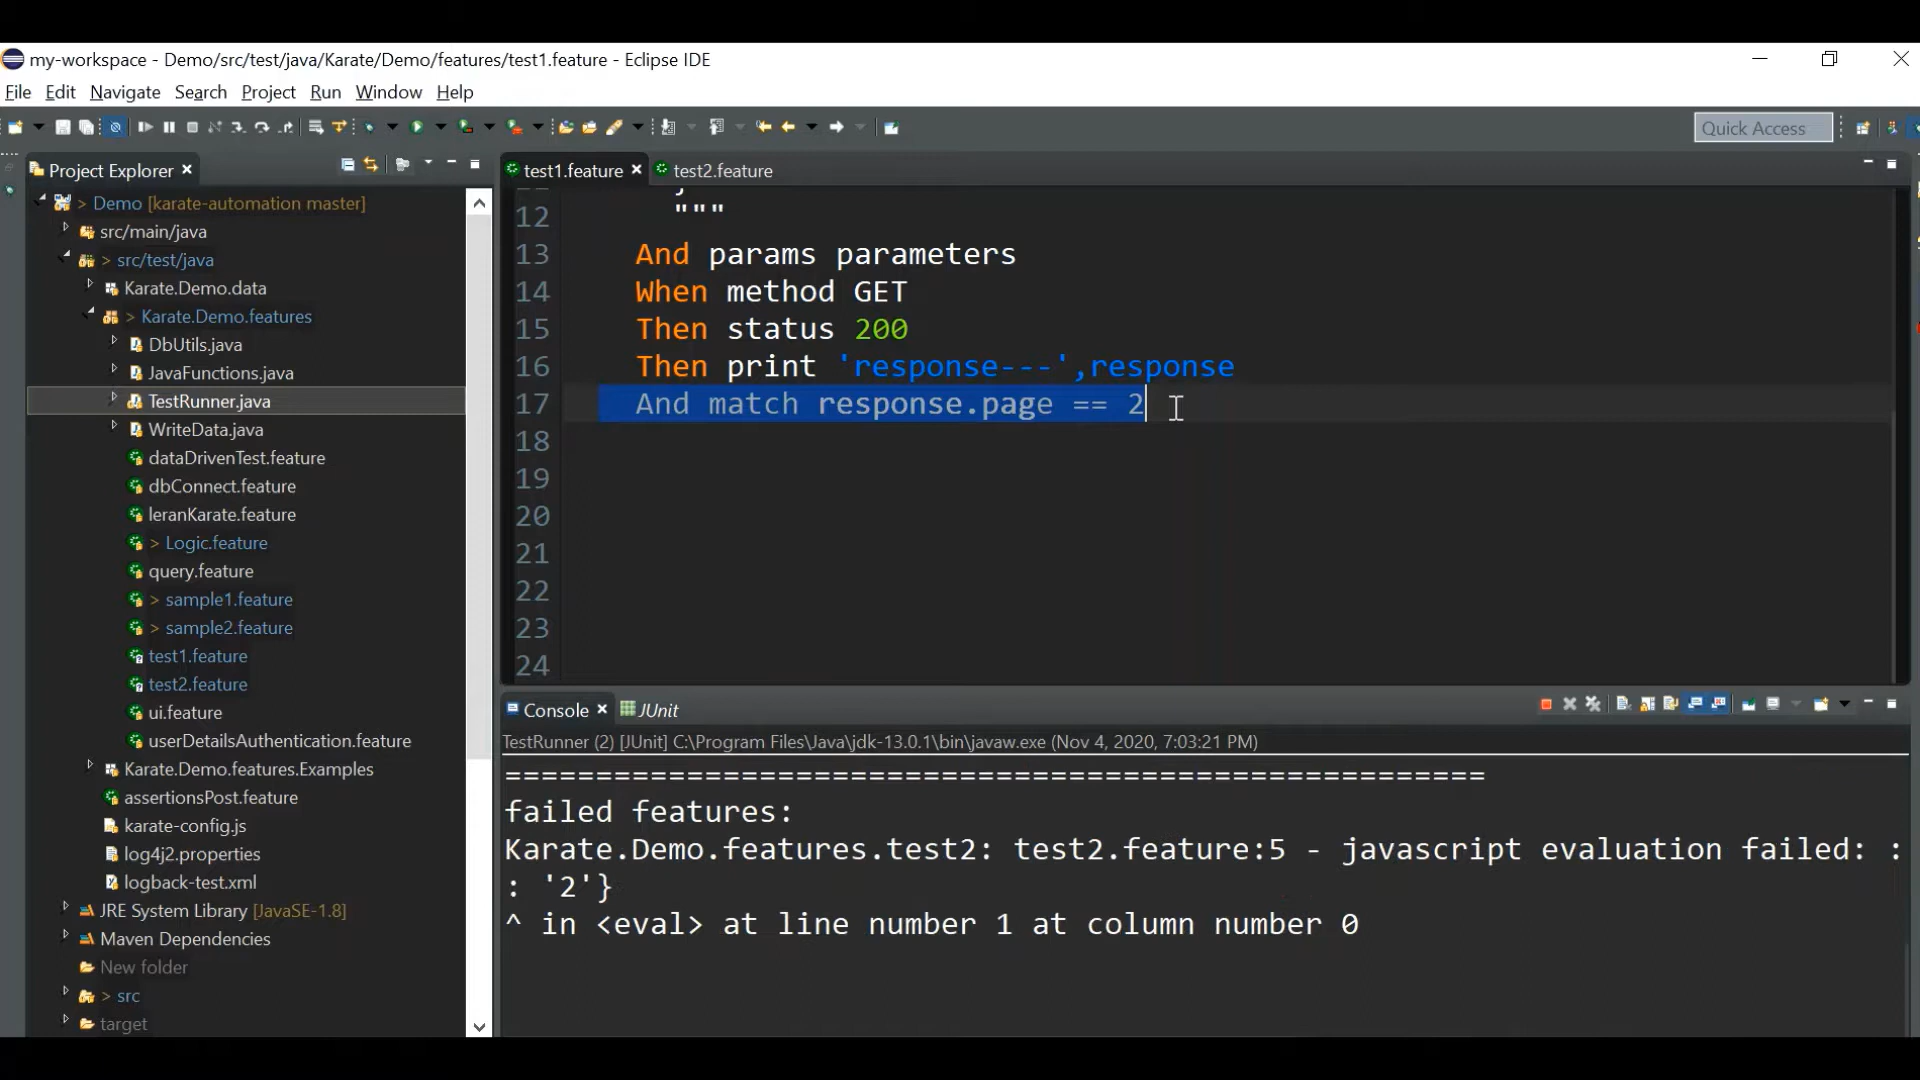 my-workspace - Demo/src/test/java/Karate/Demo/features/test1.feature - Eclipse IDE
File Edit Navigate Search Project Run Window Help
Quick Access
Project Explorer
> Demo [karate-automation master]
src/main/java
> src/test/java
Karate.Demo.data
> Karate.Demo.features
DbUtils.java
JavaFunctions.java
TestRunner.java
WriteData.java
dataDrivenTest.feature
dbConnect.feature
leranKarate.feature
> Logic.feature
query.feature
> sample1.feature
> sample2.feature
test1.feature
test2.feature
ui.feature
userDetailsAuthentication.feature
Karate.Demo.features.Examples
assertionsPost.feature
karate-config.js
log4j2.properties
logback-test.xml
JRE System Library [JavaSE-1.8]
Maven Dependencies
New folder
> src
target
test1.feature test2.feature
12 """
13 And params parameters
14 When method GET
15 Then status 200
16 Then print 'response---',response
17 And match response.page == 2
18
19
20
21
22
23
24
Console JUnit
TestRunner (2) [JUnit] C:\Program Files\Java\jdk-13.0.1\bin\javaw.exe (Nov 4, 2020, 7:03:21 PM)
======================================================
failed features:
Karate.Demo.features.test2: test2.feature:5 - javascript evaluation failed: :
: '2'}
^ in <eval> at line number 1 at column number 0